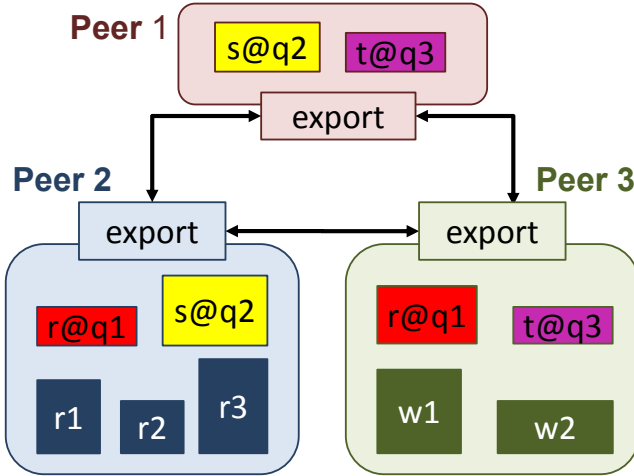 Peer 1
s@q2
t@q3
export
Peer 2
Peer 3
export
export
r@q1
s@q2
r1
r2
r3
r@q1
t@q3
w1
w2